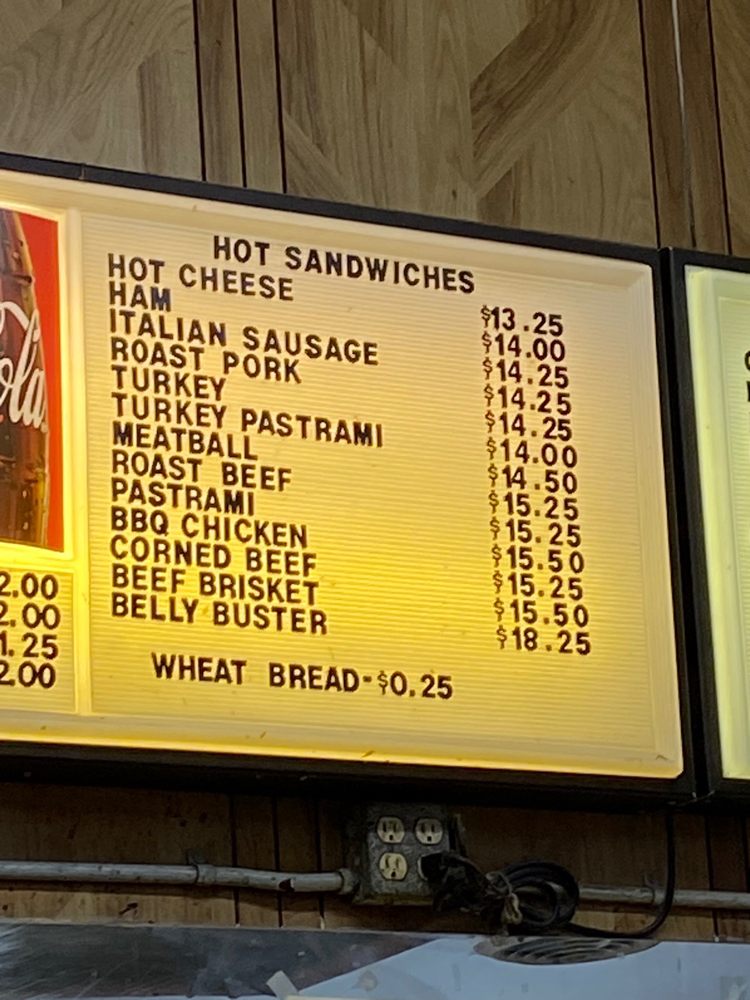 HOT SANDWICHES
HOT CHEESE $13.25
HAM $14.00
ITALIAN SAUSAGE $14.25
ROAST PORK $14.25
TURKEY $14.25
TURKEY PASTRAMI $14.00
MEATBALL $14.50
ROAST BEEF $15.25
PASTRAMI $15.25
BBQ CHICKEN $15.50
CORNED BEEF $15.25
BEEF BRISKET $15.50
BELLY BUSTER $18.25
WHEAT BREAD-$0.25
ola
2.00
2.00
1.25
2.00